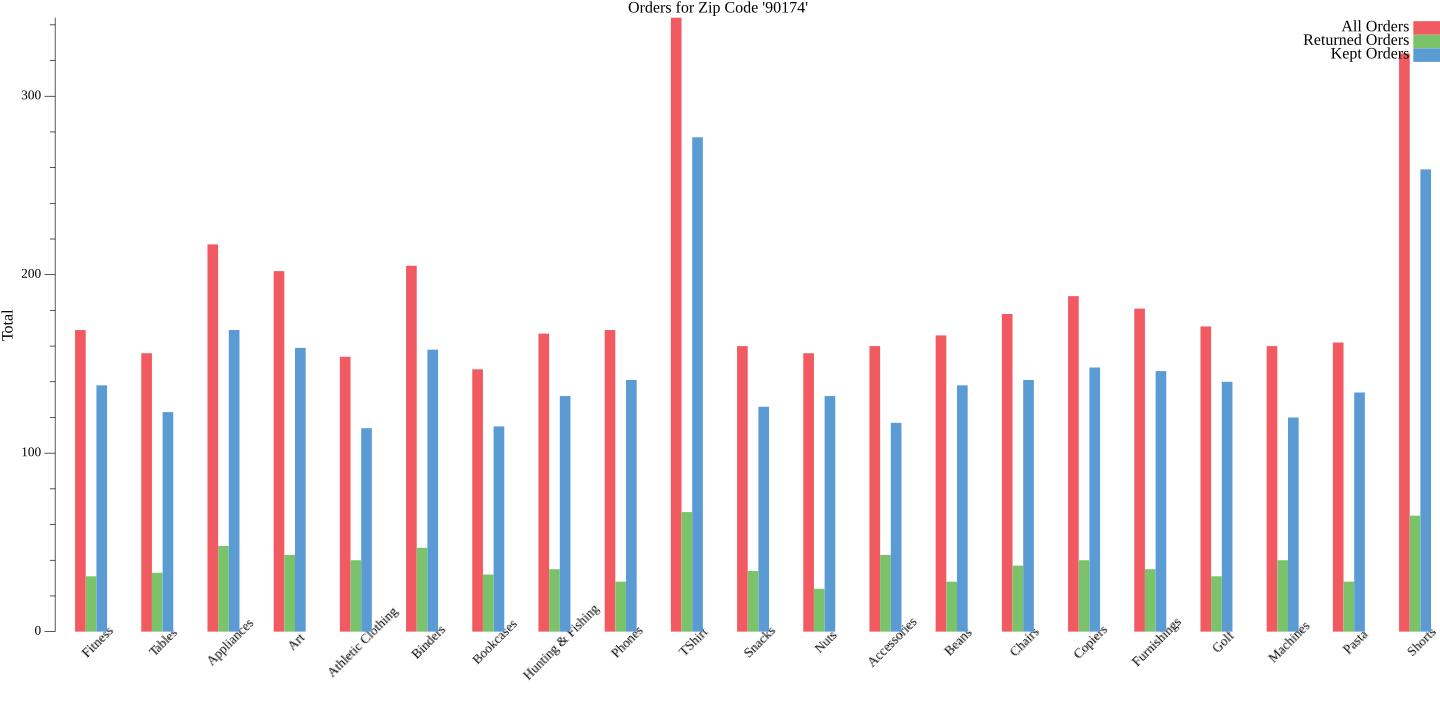 Orders for Zip Code '90174'
All Orders
Returned Orders
Kept Orders
Total
300
200
100
0
Fitness
Tables
Appliances
Art
Athletic Clothing
Binders
Bookcases
Hunting & Fishing
Phones
TShirt
Snacks
Nuts
Accessories
Beans
Chairs
Copiers
Furnishings
Golf
Machines
Pasta
Shorts